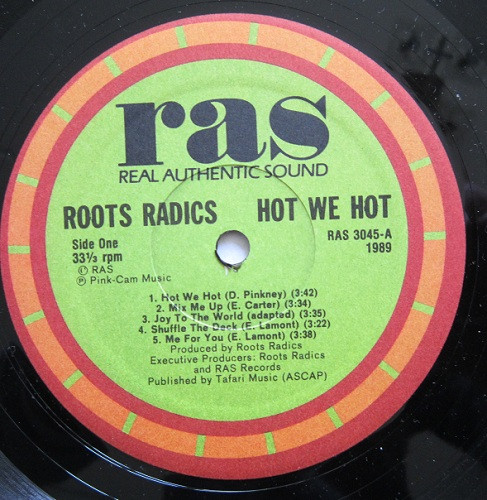 ras
REAL AUTHENTIC SOUND
ROOTS RADICS HOT WE HOT
Side One
33⅓ rpm
RAS 3045-A
1989
Ⓒ RAS
Ⓟ Pink-Cam Music
1. Hot We Hot (D. Pinkney) (3:42)
2. Mix Me Up (E. Carter) (3:34)
3. Joy To The World (adapted) (3:35)
4. Shuffle The Deck (E. Lamont) (3:22)
5. Me For You (E. Lamont) (3:38)
Produced by Roots Radics
Executive Producers: Roots Radics
and RAS Records
Published by Tafari Music (ASCAP)